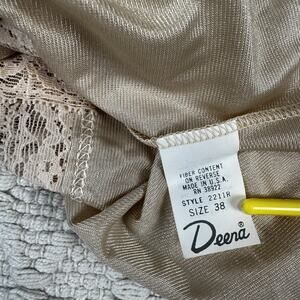 FIBER CONTENT
ON REVERSE
MADE IN U.S.A.
RN 38922
STYLE 2211R
SIZE 38
Deena®